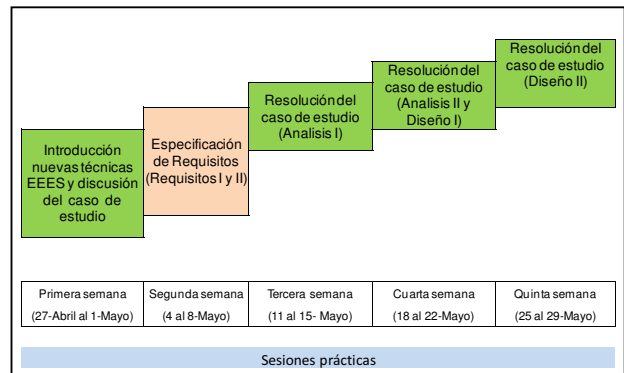 Introducción
nuevas técnicas
EEES y discusión
del caso de
estudio
Especificación
de Requisitos
(Requisitos I y II)
Resolución del
caso de estudio
(Analisis I)
Resolución del
caso de estudio
(Analisis II y
Diseño I)
Resolución del
caso de estudio
(Diseño II)
Primera semana
(27-Abril al 1-Mayo)
Segunda semana
(4 al 8-Mayo)
Tercera semana
(11 al 15- Mayo)
Cuarta semana
(18 al 22-Mayo)
Quinta semana
(25 al 29-Mayo)
Sesiones prácticas